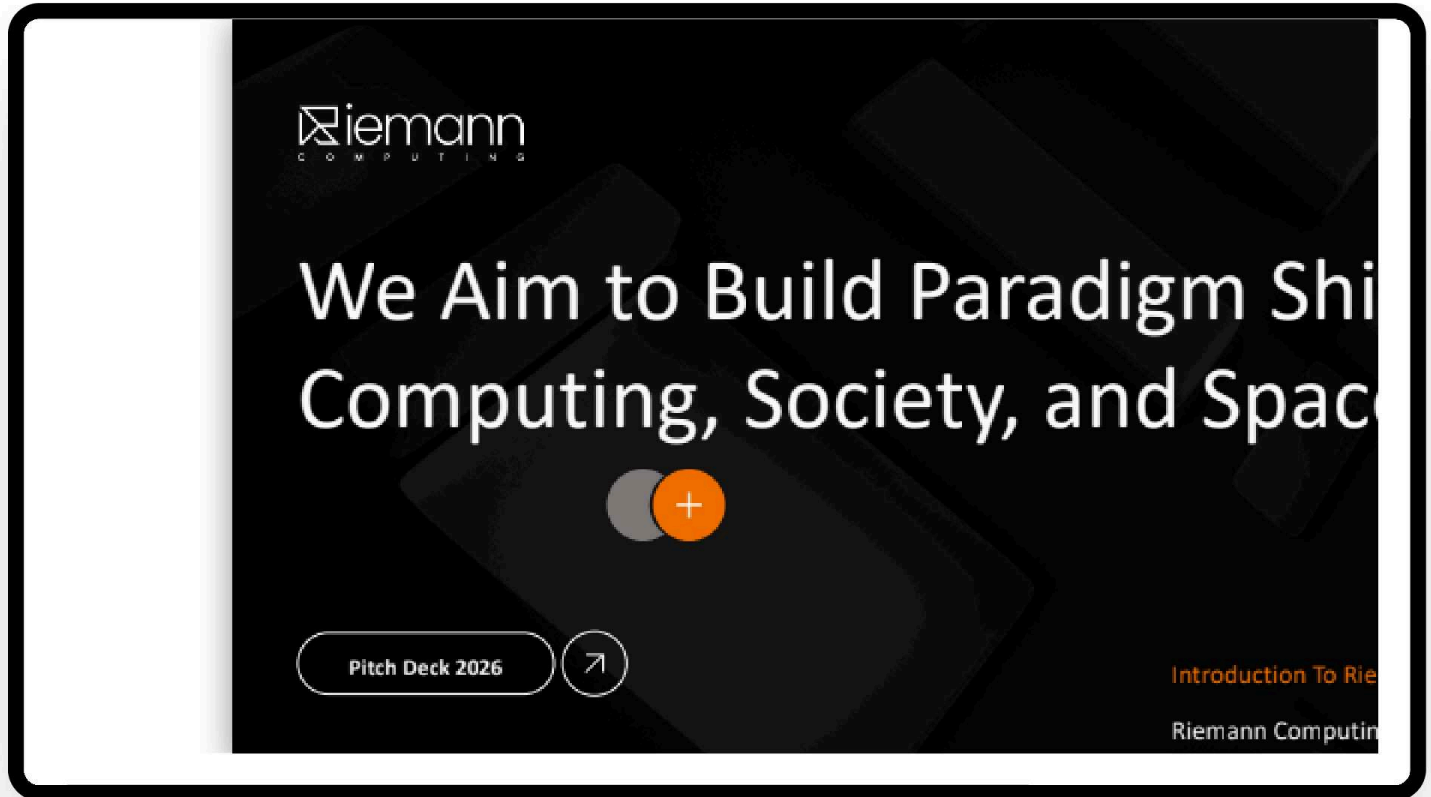 Riemann
COMPUTING
We Aim to Build Paradigm Shi
Computing, Society, and Spac
Pitch Deck 2026
Introduction To Rie
Riemann Computin